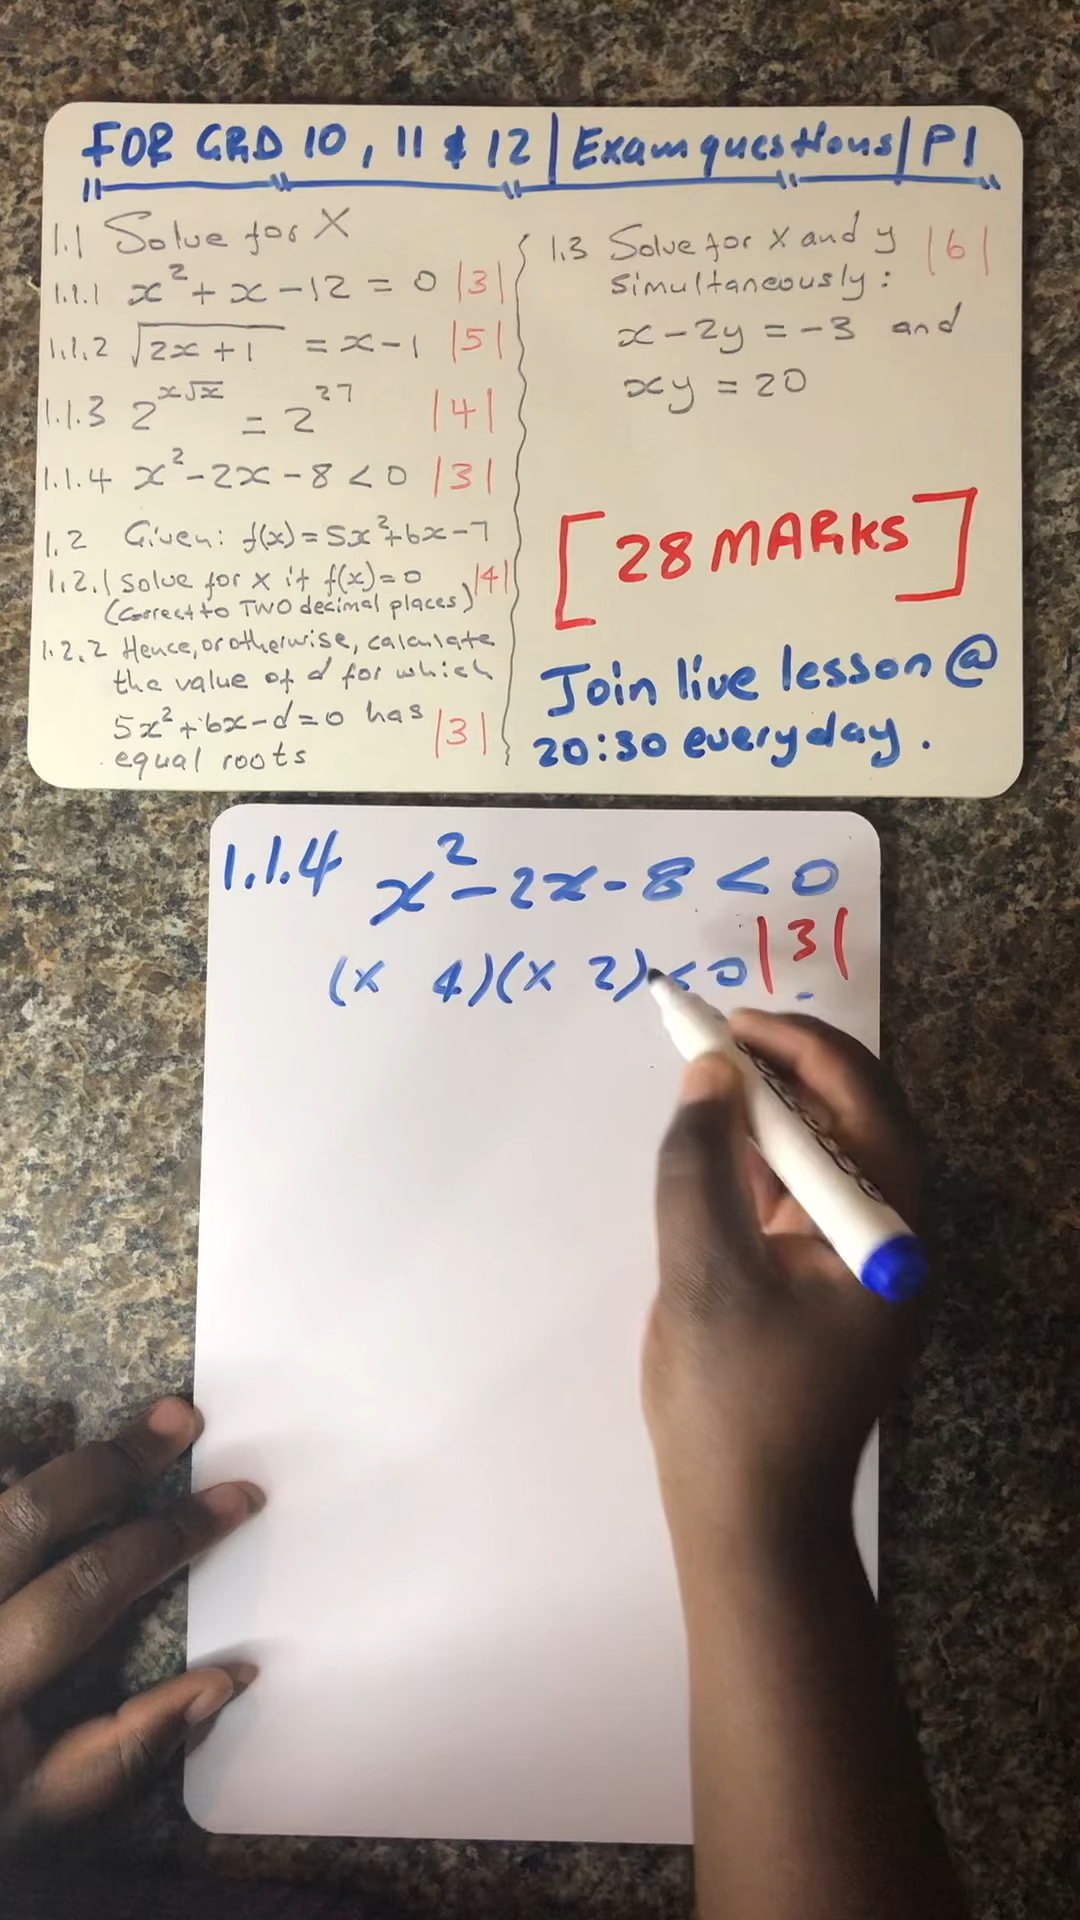 FOR GRD 10, 11 & 12 | Exam questions | P1
1.1 Solve for X
1.1.1 x² + x - 12 = 0 |3|
1.1.2 √(2x + 1) = x - 1 |5|
1.1.3 2^(x√x) = 2^27 |4|
1.1.4 x² - 2x - 8 < 0 |3|
1.2 Given: f(x) = 5x² + 6x - 7
1.2.1 Solve for x if f(x) = 0 |4|
(Correct to TWO decimal places)
1.2.2 Hence, or otherwise, calculate
the value of d for which
5x² + 6x - d = 0 has |3|
equal roots
1.3 Solve for x and y |6|
simultaneously:
x - 2y = -3 and
xy = 20
[28 MARKS]
Join live lesson @
20:30 everyday.
1.1.4 x² - 2x - 8 < 0
(x 4)(x 2) < 0 |3|